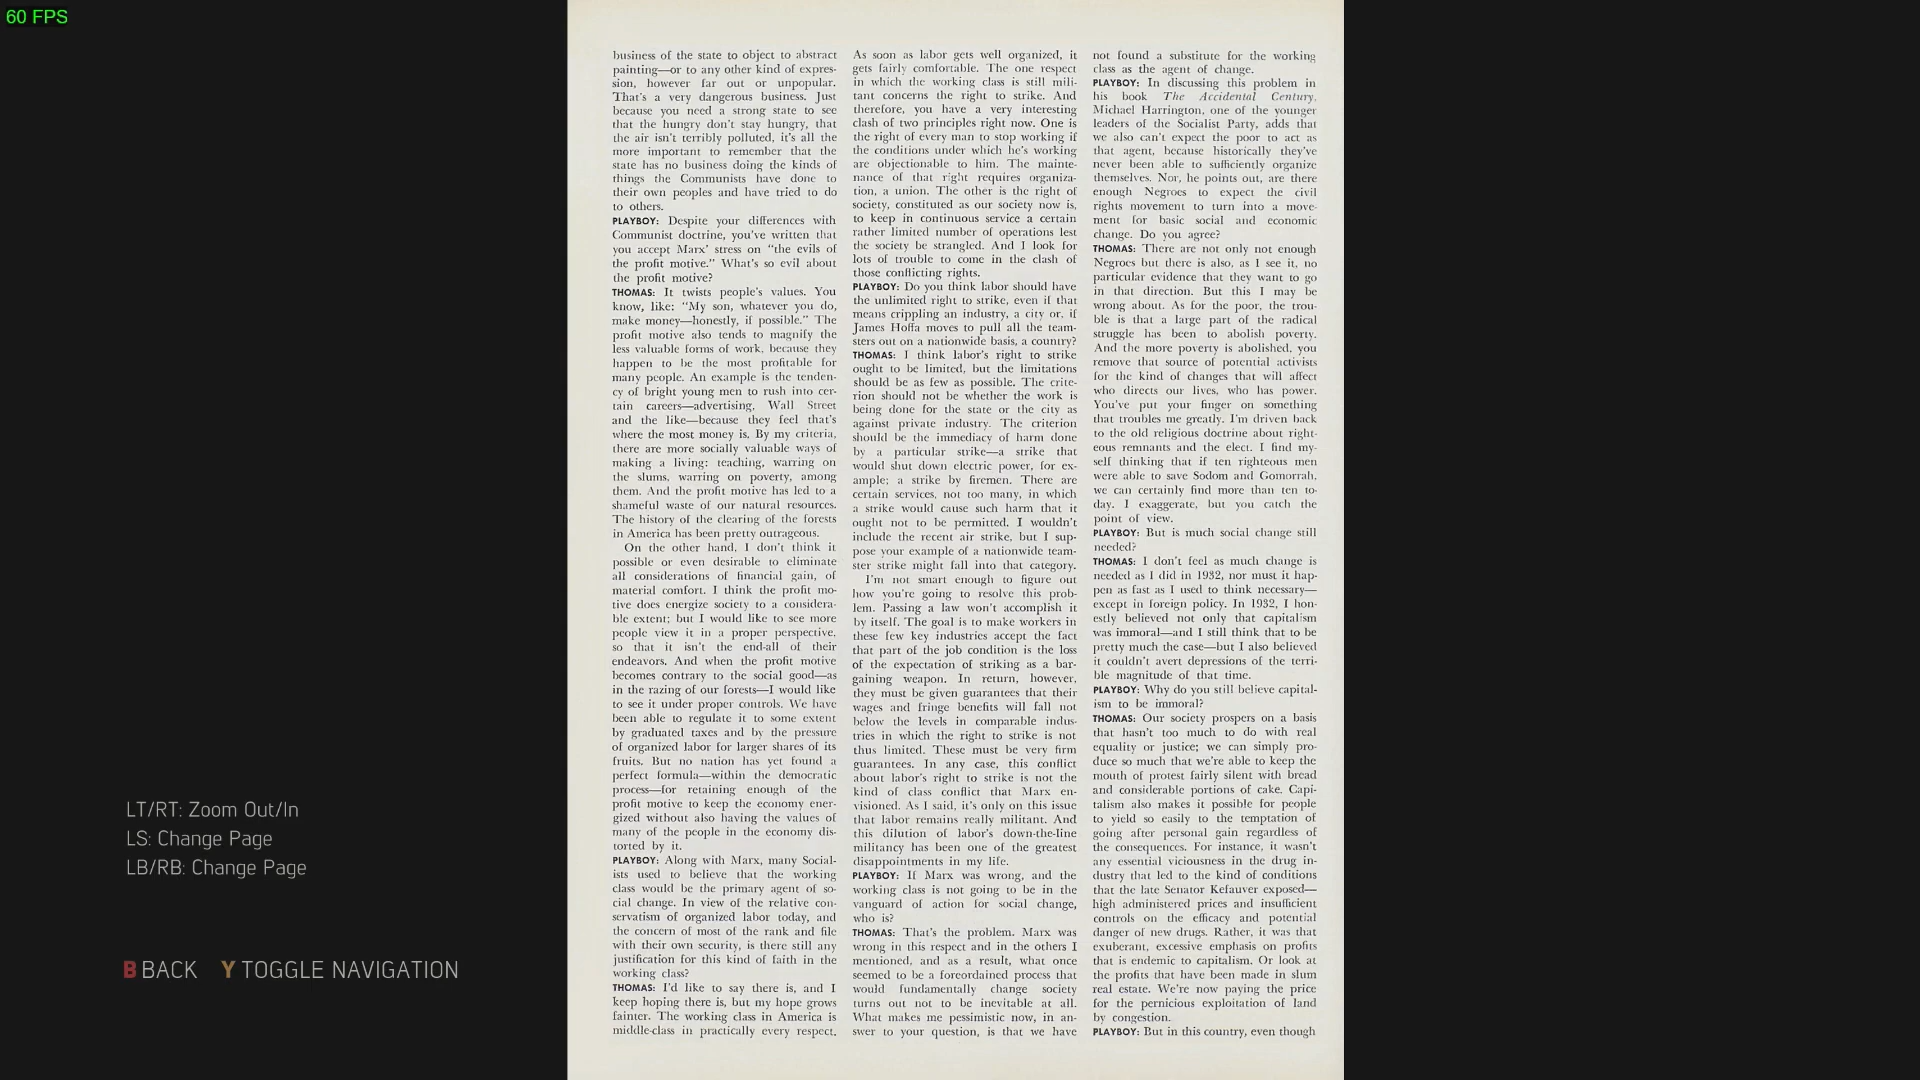 60 FPS
business of the state to object to abstract
painting—or to any other kind of expres-
sion, however far out or unpopular.
That's a very dangerous business. Just
because you need a strong state to see
that the hungry don't stay hungry, that
the air isn't terribly polluted, it's all the
more important to remember that the
state has no business doing the kinds of
things the Communists have done to
their own peoples and have tried to do
to others.
PLAYBOY: Despite your differences with
Communist doctrine, you've written that
you accept Marx' stress on "the evils of
the profit motive." What's so evil about
the profit motive?
THOMAS: It twists people's values. You
know, like: "My son, whatever you do,
make money—honestly, if possible." The
profit motive also tends to magnify the
less valuable forms of work, because they
happen to be the most profitable for
many people. An example is the tenden-
cy of bright young men to rush into cer-
tain careers—advertising, Wall Street
and the like—because they feel that's
where the most money is. By my criteria,
there are more socially valuable ways of
making a living: teaching, warring on
the slums, warring on poverty, among
them. And the profit motive has led to a
shameful waste of our natural resources.
The history of the clearing of the forests
in America has been pretty outrageous.
On the other hand, I don't think it
possible or even desirable to eliminate
all considerations of financial gain, of
material comfort. I think the profit mo-
tive does energize society to a considera-
ble extent; but I would like to see more
people view it in a proper perspective,
so that it isn't the end-all of their
endeavors. And when the profit motive
becomes contrary to the social good—as
in the razing of our forests—I would like
to see it under proper controls. We have
been able to regulate it to some extent
by graduated taxes and by the pressure
of organized labor for larger shares of its
fruits. But no nation has yet found a
perfect formula—within the democratic
process—for retaining enough of the
profit motive to keep the economy ener-
gized without also having the values of
many of the people in the economy dis-
torted by it.
PLAYBOY: Along with Marx, many Social-
ists used to believe that the working
class would be the primary agent of so-
cial change. In view of the relative con-
servatism of organized labor today, and
the concern of most of the rank and file
with their own security, is there still any
justification for this kind of faith in the
working class?
THOMAS: I'd like to say there is, and I
keep hoping there is, but my hope grows
fainter. The working class in America is
middle-class in practically every respect.
As soon as labor gets well organized, it
gets fairly comfortable. The one respect
in which the working class is still mili-
tant concerns the right to strike. And
therefore, you have a very interesting
clash of two principles right now. One is
the right of every man to stop working if
the conditions under which he's working
are objectionable to him. The mainte-
nance of that right requires organiza-
tion, a union. The other is the right of
society, constituted as our society now is,
to keep in continuous service a certain
rather limited number of operations lest
the society be strangled. And I look for
lots of trouble to come in the clash of
those conflicting rights.
PLAYBOY: Do you think labor should have
the unlimited right to strike, even if that
means crippling an industry, a city or, if
James Hoffa moves to pull all the team-
sters out on a nationwide basis, a country?
THOMAS: I think labor's right to strike
ought to be limited, but the limitations
should be as few as possible. The crite-
rion should not be whether the work is
being done for the state or the city as
against private industry. The criterion
should be the immediacy of harm done
by a particular strike—a strike that
would shut down electric power, for ex-
ample; a strike by firemen. There are
certain services, not too many, in which
a strike would cause such harm that it
ought not to be permitted. I wouldn't
include the recent air strike, but I sup-
pose your example of a nationwide team-
ster strike might fall into that category.
I'm not smart enough to figure out
how you're going to resolve this prob-
lem. Passing a law won't accomplish it
by itself. The goal is to make workers in
these few key industries accept the fact
that part of the job condition is the loss
of the expectation of striking as a bar-
gaining weapon. In return, however,
they must be given guarantees that their
wages and fringe benefits will fall not
below the levels in comparable indus-
tries in which the right to strike is not
thus limited. These must be very firm
guarantees. In any case, this conflict
about labor's right to strike is not the
kind of class conflict that Marx en-
visioned. As I said, it's only on this issue
that labor remains really militant. And
this dilution of labor's down-the-line
militancy has been one of the greatest
disappointments in my life.
PLAYBOY: If Marx was wrong, and the
working class is not going to be in the
vanguard of action for social change,
who is?
THOMAS: That's the problem. Marx was
wrong in this respect and in the others I
mentioned, and as a result, what once
seemed to be a foreordained process that
would fundamentally change society
turns out not to be inevitable at all.
What makes me pessimistic now, in an-
swer to your question, is that we have
not found a substitute for the working
class as the agent of change.
PLAYBOY: In discussing this problem in
his book The Accidental Century,
Michael Harrington, one of the younger
leaders of the Socialist Party, adds that
we also can't expect the poor to act as
that agent, because historically they've
never been able to sufficiently organize
themselves. Nor, he points out, are there
enough Negroes to expect the civil
rights movement to turn into a move-
ment for basic social and economic
change. Do you agree?
THOMAS: There are not only not enough
Negroes but there is also, as I see it, no
particular evidence that they want to go
in that direction. But this I may be
wrong about. As for the poor, the trou-
ble is that a large part of the radical
struggle has been to abolish poverty.
And the more poverty is abolished, you
remove that source of potential activists
for the kind of changes that will affect
who directs our lives, who has power.
You've put your finger on something
that troubles me greatly. I'm driven back
to the old religious doctrine about right-
eous remnants and the elect. I find my-
self thinking that if ten righteous men
were able to save Sodom and Gomorrah,
we can certainly find more than ten to-
day. I exaggerate, but you catch the
point of view.
PLAYBOY: But is much social change still
needed?
THOMAS: I don't feel as much change is
needed as I did in 1932, nor must it hap-
pen as fast as I used to think necessary—
except in foreign policy. In 1932, I hon-
estly believed not only that capitalism
was immoral—and I still think that to be
pretty much the case—but I also believed
it couldn't avert depressions of the terri-
ble magnitude of that time.
PLAYBOY: Why do you still believe capital-
ism to be immoral?
THOMAS: Our society prospers on a basis
that hasn't too much to do with real
equality or justice; we can simply pro-
duce so much that we're able to keep the
mouth of protest fairly silent with bread
and considerable portions of cake. Capi-
talism also makes it possible for people
to yield so easily to the temptation of
going after personal gain regardless of
the consequences. For instance, it wasn't
any essential viciousness in the drug in-
dustry that led to the kind of conditions
that the late Senator Kefauver exposed—
high administered prices and insufficient
controls on the efficacy and potential
danger of new drugs. Rather, it was that
exuberant, excessive emphasis on profits
that is endemic to capitalism. Or look at
the profits that have been made in slum
real estate. We're now paying the price
for the pernicious exploitation of land
by congestion.
PLAYBOY: But in this country, even though
LT/RT: Zoom Out/In
LS: Change Page
LB/RB: Change Page
B BACK Y TOGGLE NAVIGATION